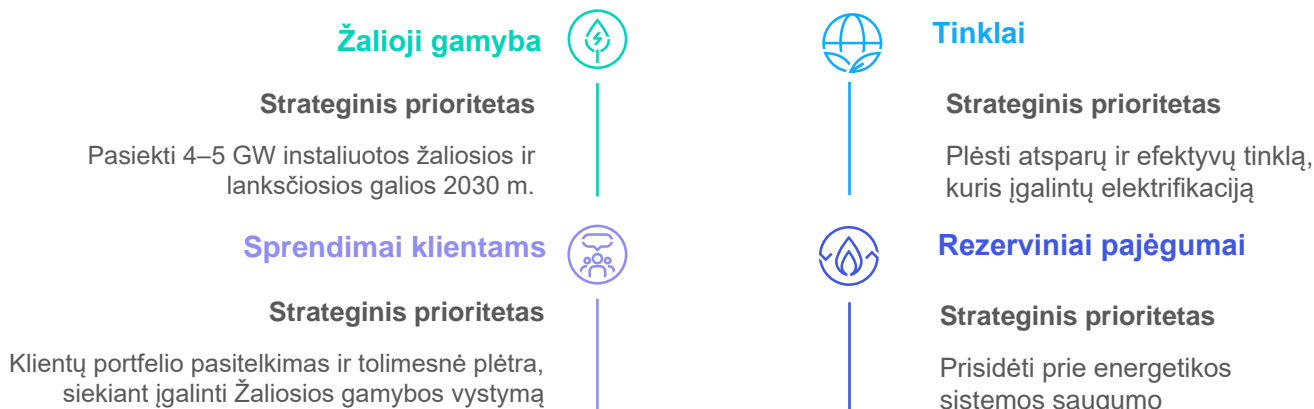 Žalioji gamyba
Strateginis prioritetas
Pasiekti 4–5 GW instaliuotos žaliosios ir
lanksčiosios galios 2030 m.
Tinklai
Strateginis prioritetas
Plėsti atsparų ir efektyvų tinklą,
kuris įgalintų elektrifikaciją
Sprendimai klientams
Strateginis prioritetas
Klientų portfelio pasitelkimas ir tolimesnė plėtra,
siekiant įgalinti Žaliosios gamybos vystymą
Rezerviniai pajėgumai
Strateginis prioritetas
Prisidėti prie energetikos
sistemos saugumo